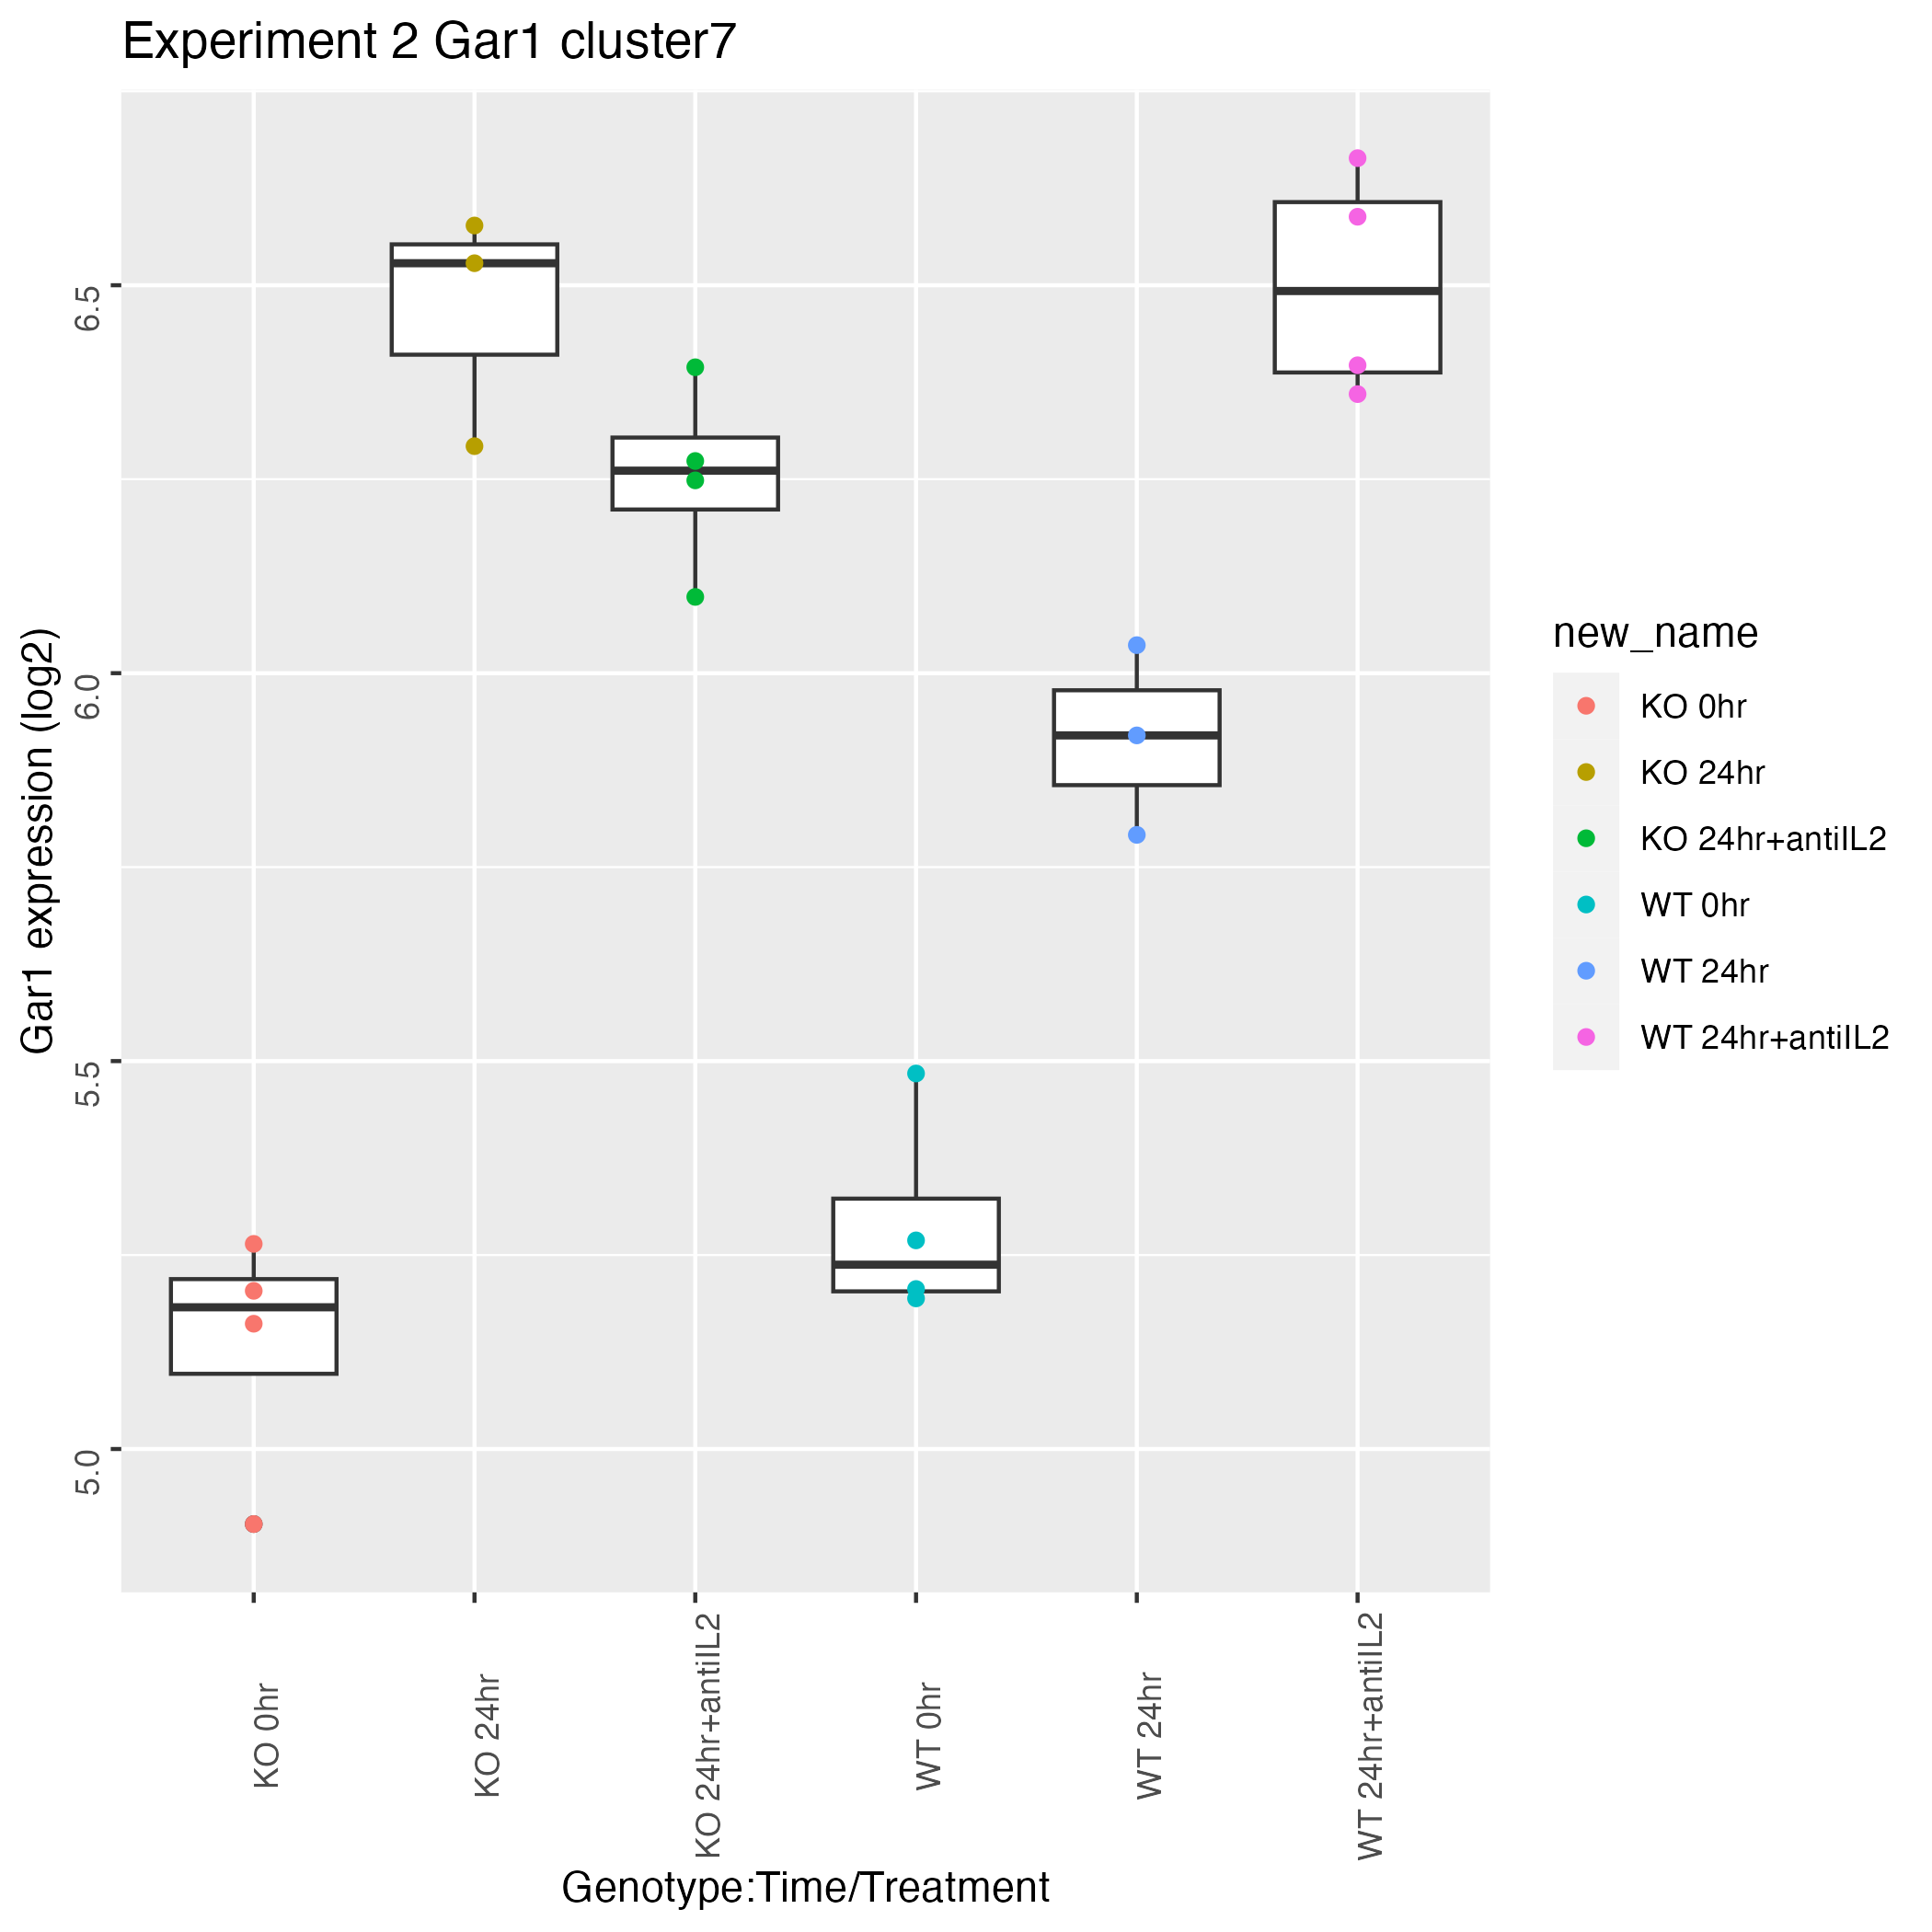 Experiment 2 Gar1 cluster7
Gar1 expression (log2)
6.5
6.0
5.5
5.0
KO 0hr
KO 24hr
KO 24hr+antiIL2
WT 0hr
WT 24hr
WT 24hr+antiIL2
Genotype:Time/Treatment
new_name
KO 0hr
KO 24hr
KO 24hr+antiIL2
WT 0hr
WT 24hr
WT 24hr+antiIL2